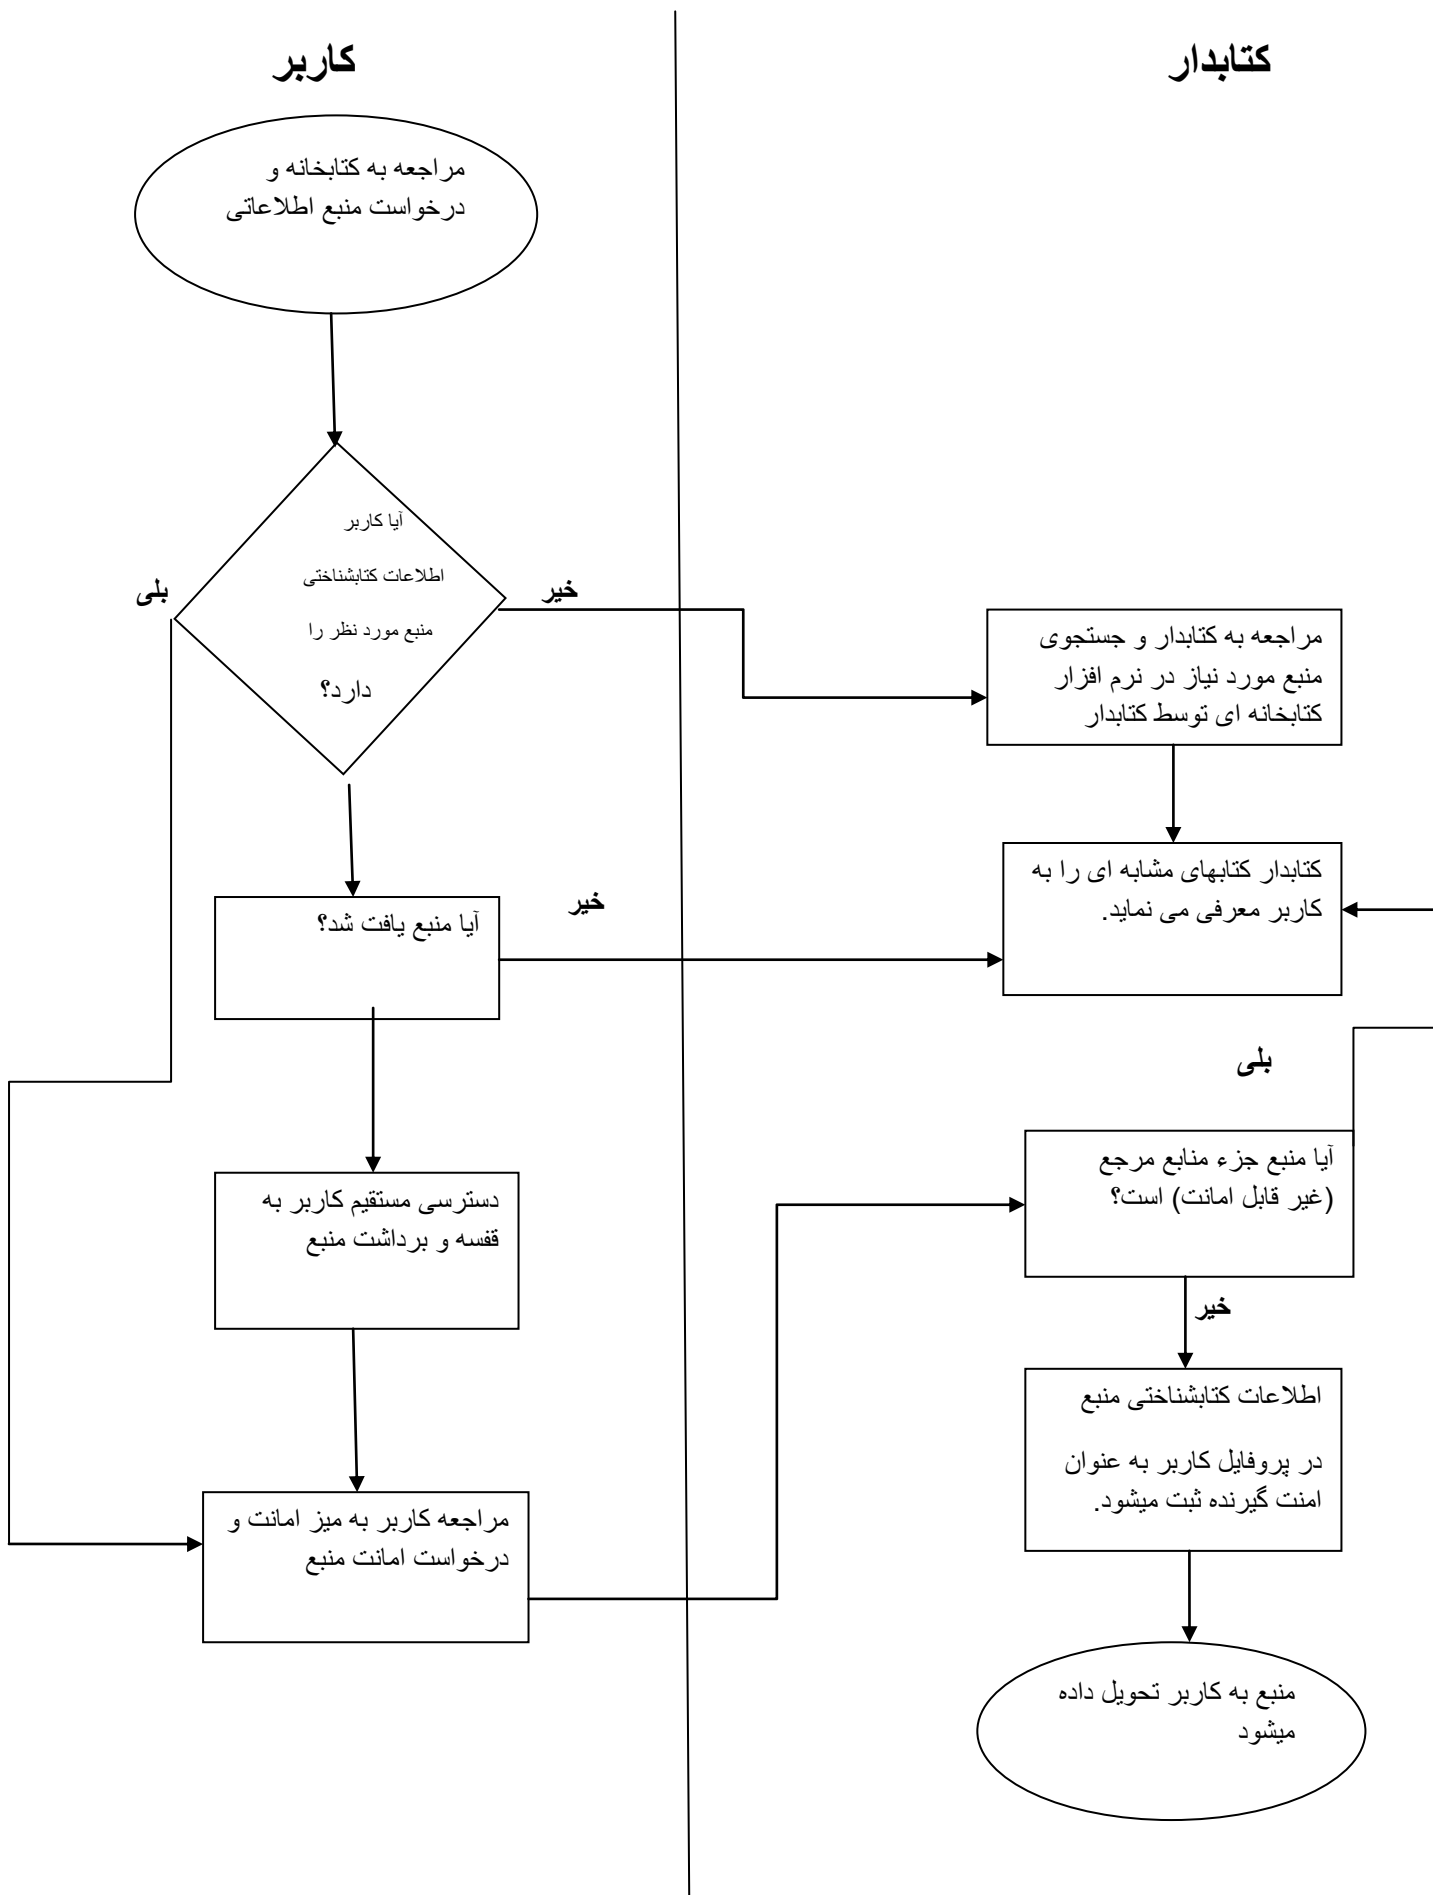 کاربر
کتابدار
مراجعه به کتابخانه و
درخواست منبع اطلاعاتی
آیا کاربر
اطلاعات کتابشناختی
منبع مورد نظر را
دارد؟
بلی
خیر
مراجعه به کتابدار و جستجوی
منبع مورد نیاز در نرم افزار
کتابخانه ای توسط کتابدار
کتابدار کتابهای مشابه ای را به
کاربر معرفی می نماید.
خیر
آیا منبع یافت شد؟
بلی
آیا منبع جزء منابع مرجع
(غیر قابل امانت) است؟
دسترسی مستقیم کاربر به
قفسه و برداشت منبع
خیر
اطلاعات کتابشناختی منبع
در پروفایل کاربر به عنوان
امنت گیرنده ثبت میشود.
مراجعه کاربر به میز امانت و
درخواست امانت منبع
منبع به کاربر تحویل داده
میشود